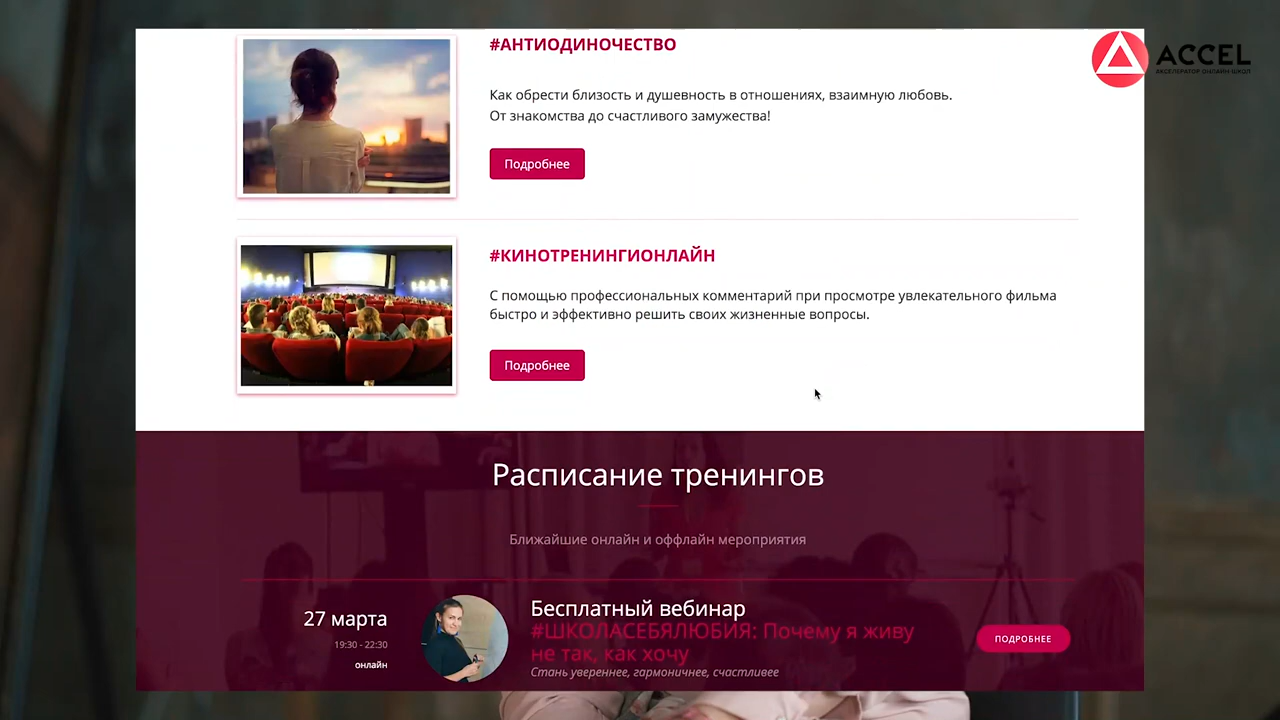 #АНТИОДИНОЧЕСТВО
ACCEL
АКСЕЛЕРАТОР ОНЛАЙН ШКОЛ
Как обрести близость и душевность в отношениях, взаимную любовь.
От знакомства до счастливого замужества!
Подробнее
#КИНОТРЕНИНГИОНЛАЙН
С помощью профессиональных комментарий при просмотре увлекательного фильма
быстро и эффективно решить своих жизненные вопросы.
Подробнее
Расписание тренингов
Ближайшие онлайн и оффлайн мероприятия
27 марта
19:30 - 22:30
онлайн
Бесплатный вебинар
#ШКОЛАСЕБЯЛЮБИЯ: Почему я живу
не так, как хочу
Стань увереннее, гармоничнее, счастливее
ПОДРОБНЕЕ